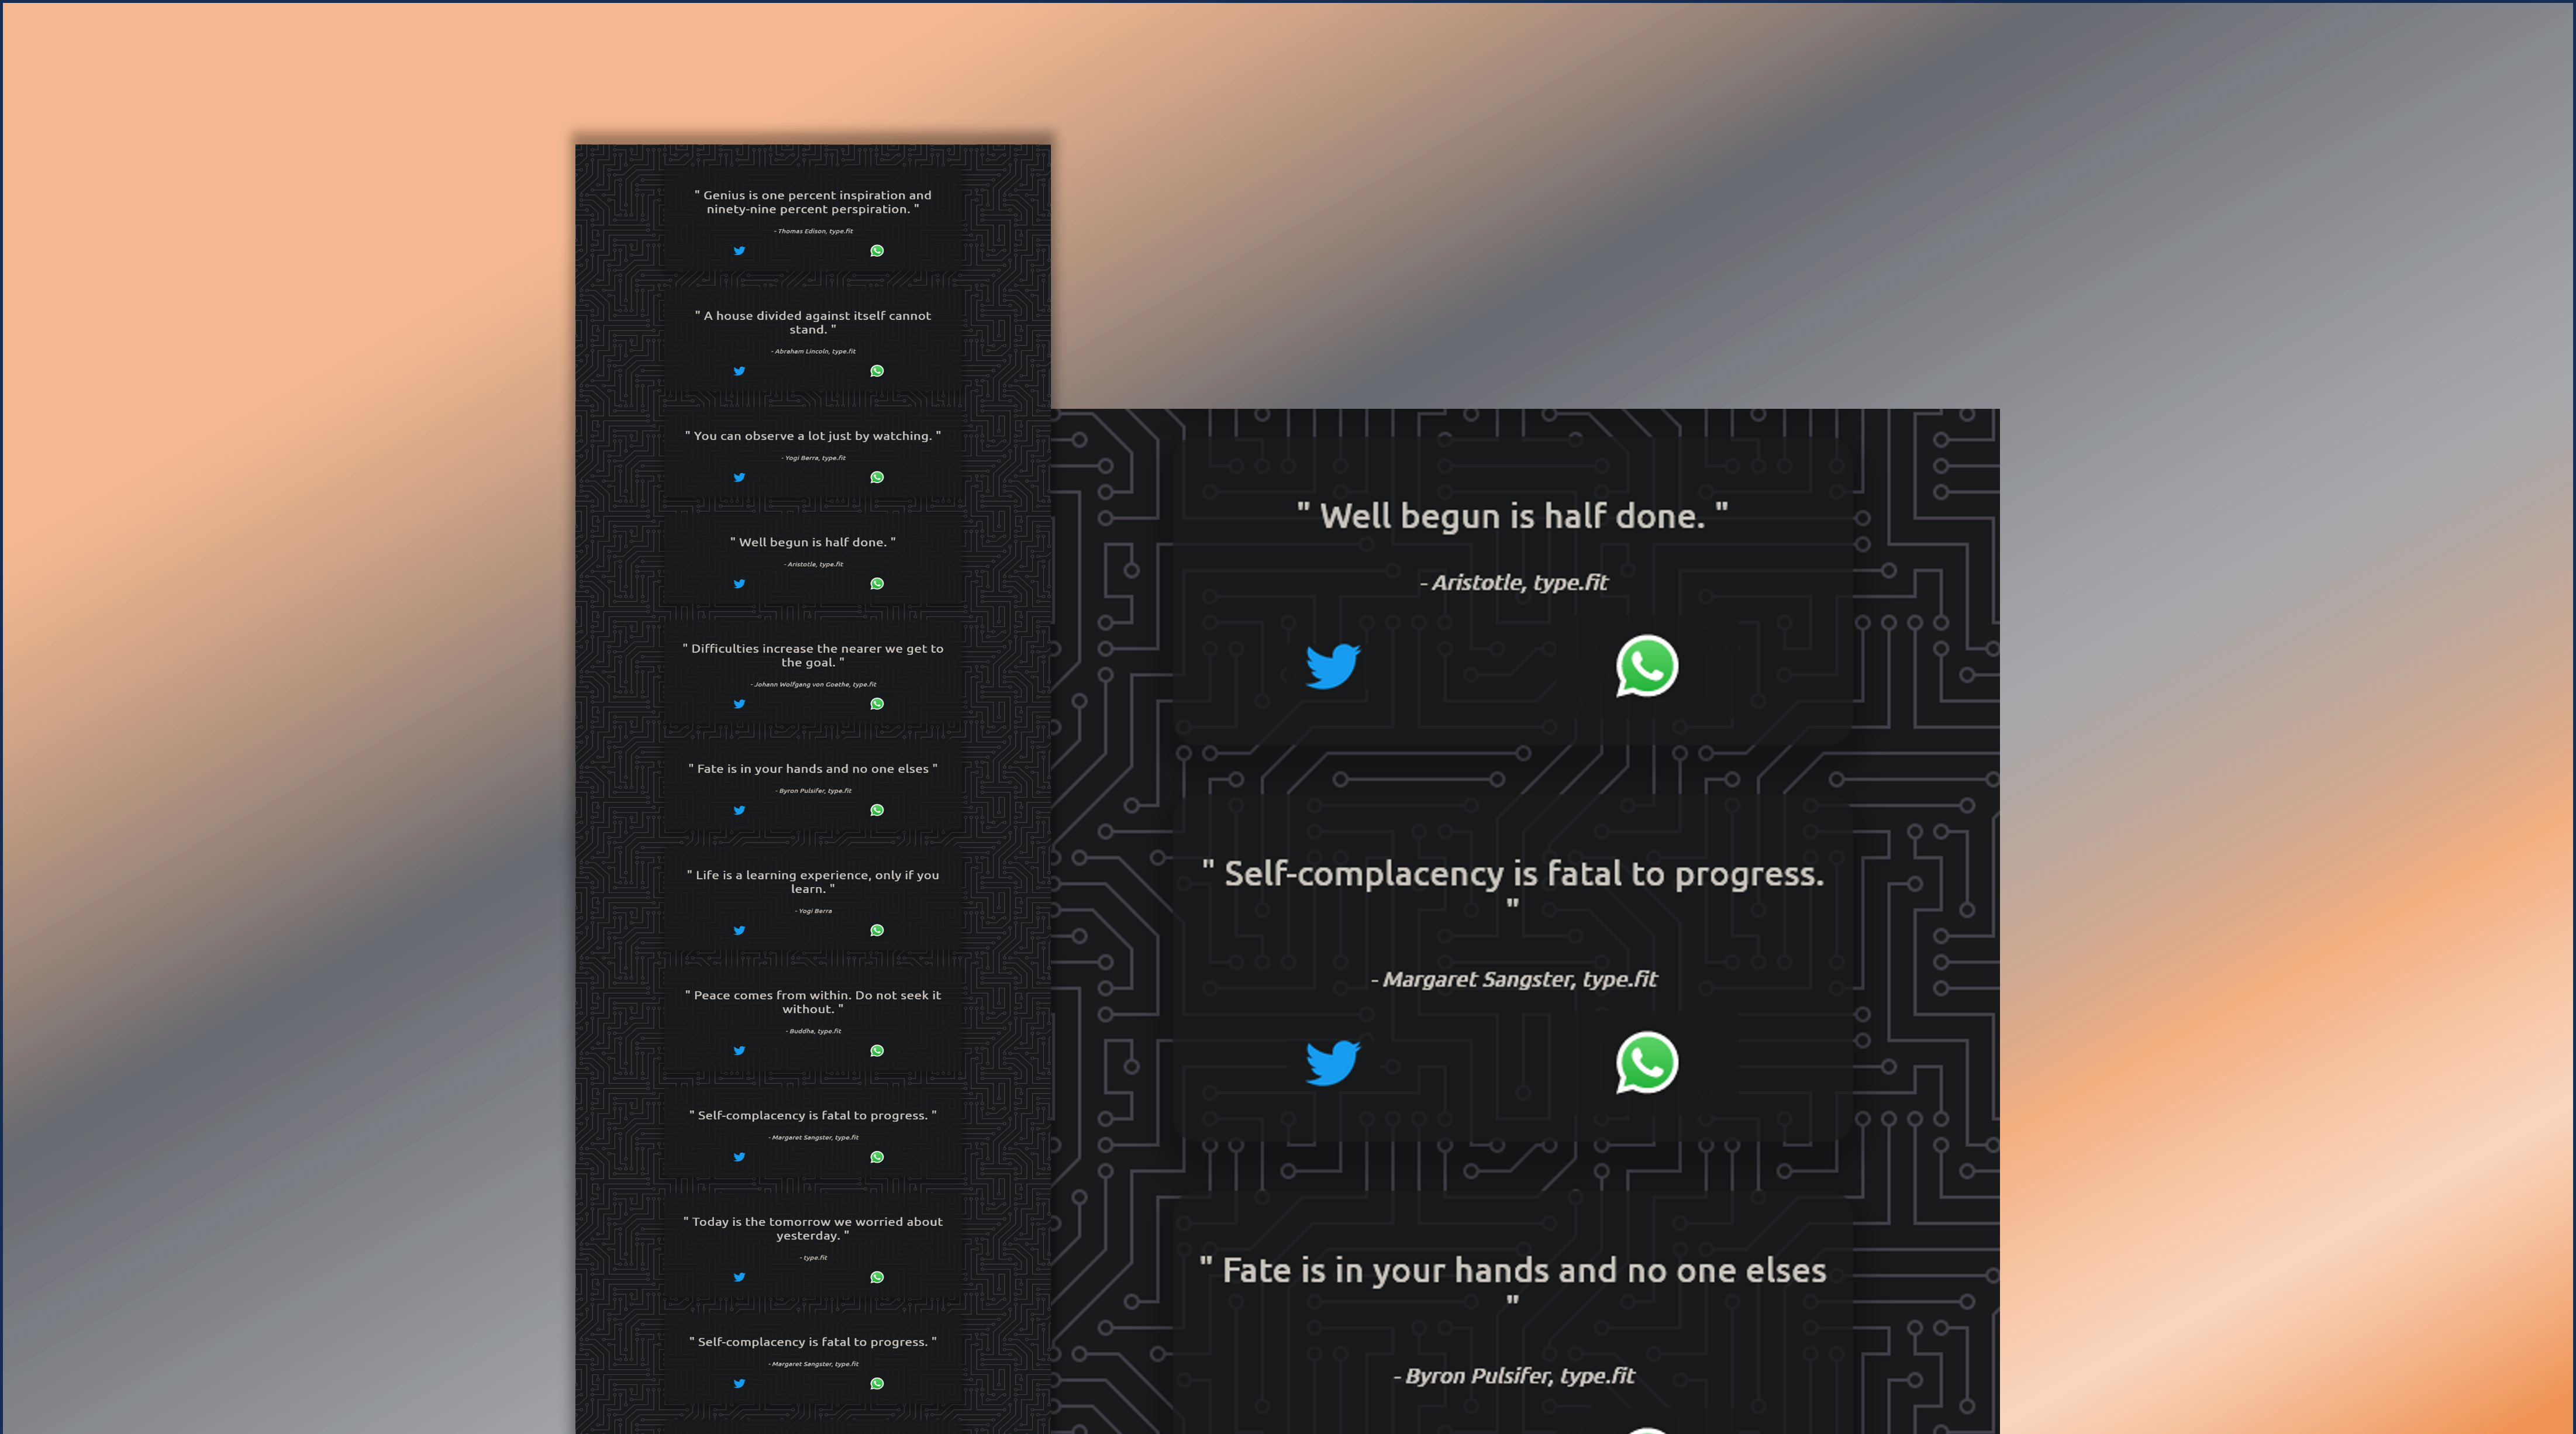 " Genius is one percent inspiration and
ninety-nine percent perspiration. "
- Thomas Edison, type.fit
" A house divided against itself cannot
stand. "
- Abraham Lincoln, type.fit
" You can observe a lot just by watching. "
- Yogi Berra, type.fit
" Well begun is half done. "
- Aristotle, type.fit
" Difficulties increase the nearer we get to
the goal. "
- Johann Wolfgang von Goethe, type.fit
" Fate is in your hands and no one elses "
- Byron Pulsifer, type.fit
" Life is a learning experience, only if you
learn. "
- Yogi Berra
" Peace comes from within. Do not seek it
without. "
- Buddha, type.fit
" Self-complacency is fatal to progress. "
- Margaret Sangster, type.fit
" Today is the tomorrow we worried about
yesterday. "
- type.fit
" Self-complacency is fatal to progress. "
- Margaret Sangster, type.fit
" Well begun is half done. "
- Aristotle, type.fit
" Self-complacency is fatal to progress.
"
- Margaret Sangster, type.fit
" Fate is in your hands and no one elses
"
- Byron Pulsifer, type.fit